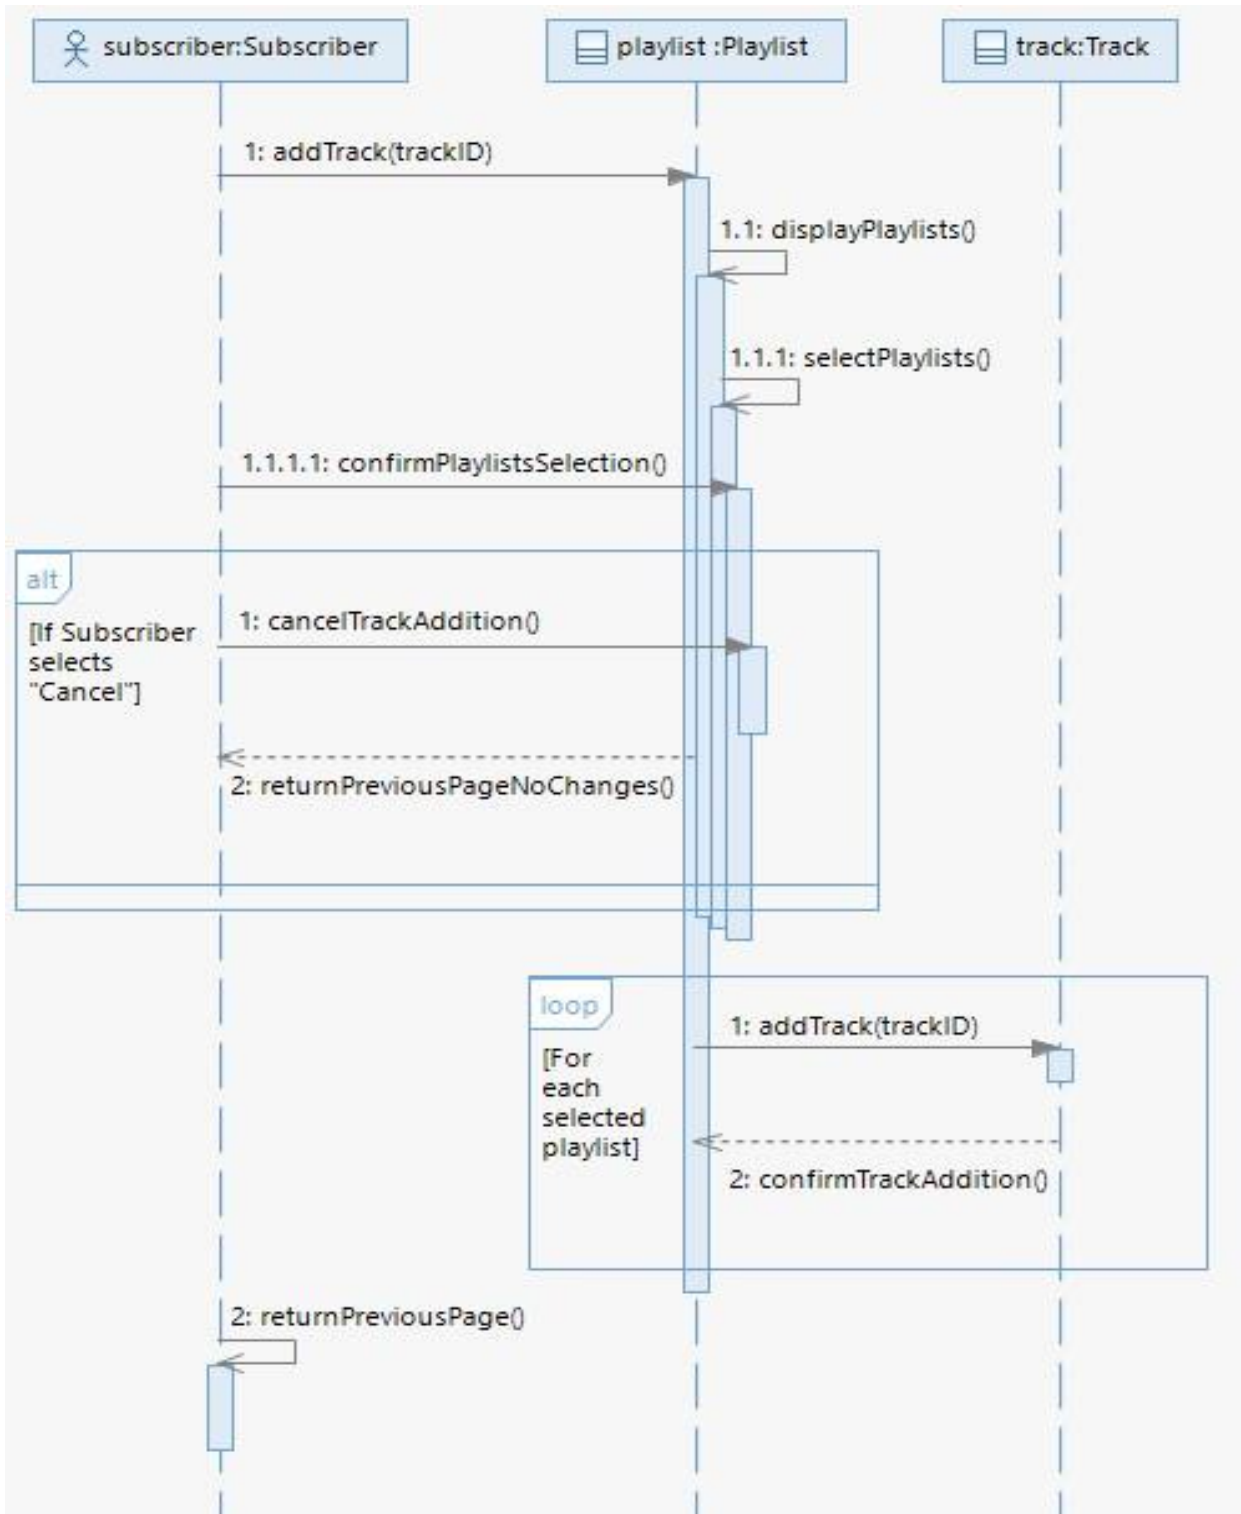 subscriber:Subscriber
playlist :Playlist
track:Track
1: addTrack(trackID)
1.1: displayPlaylists()
1.1.1: selectPlaylists()
1.1.1.1: confirmPlaylistsSelection()
alt
[If Subscriber
selects
"Cancel"]
1: cancelTrackAddition()
2: returnPreviousPageNoChanges()
loop
[For
each
selected
playlist]
1: addTrack(trackID)
2: confirmTrackAddition()
2: returnPreviousPage()